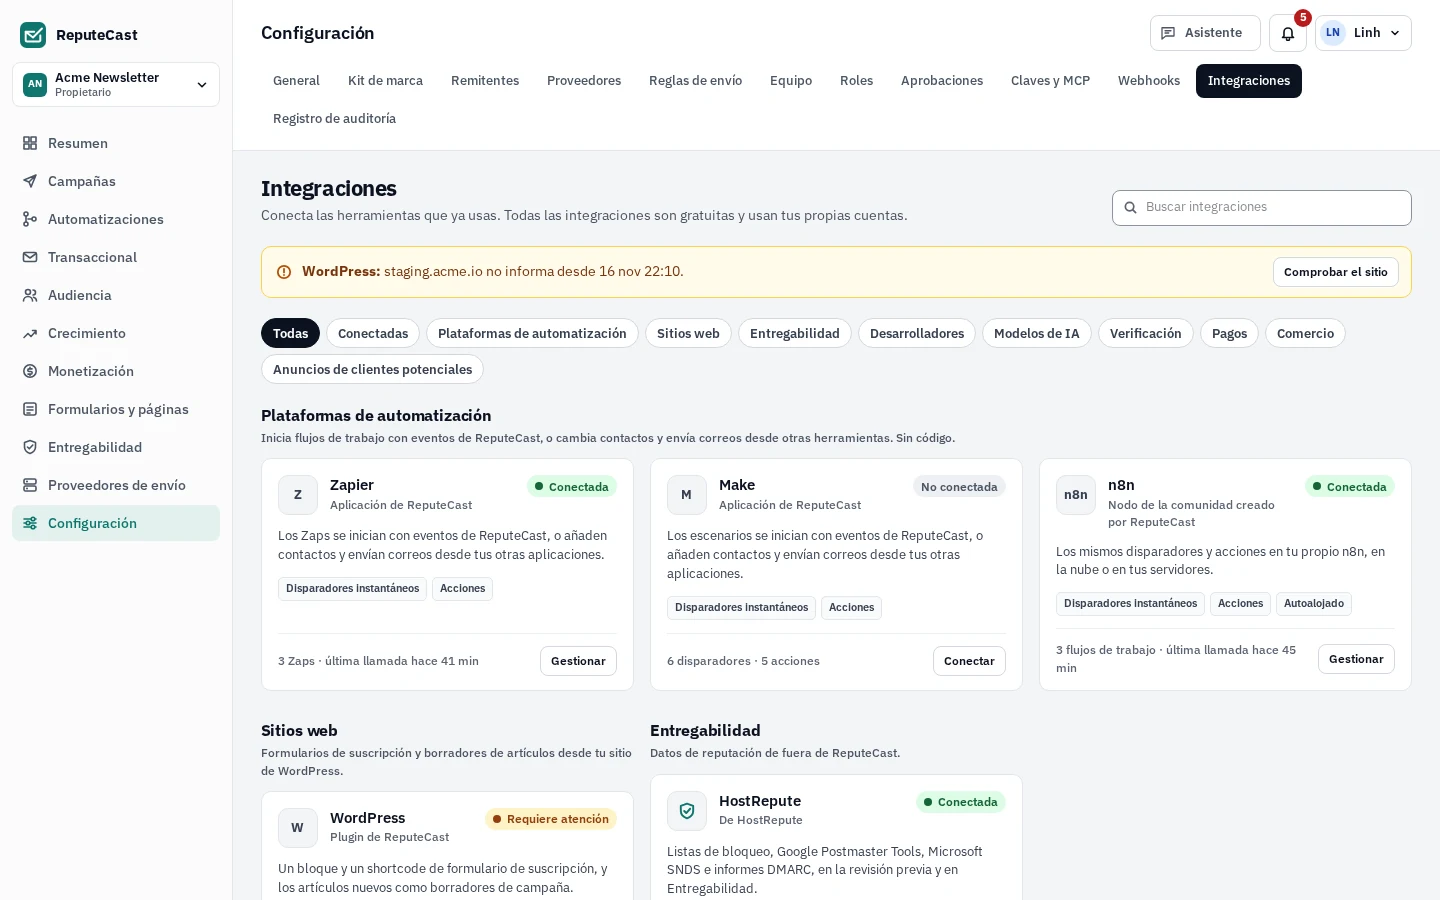 ReputeCast
AN
Acme Newsletter
Propietario
Resumen
Campañas
Automatizaciones
Transaccional
Audiencia
Crecimiento
Monetización
Formularios y páginas
Entregabilidad
Proveedores de envío
Configuración
Configuración
Asistente
5
LN
Linh
General
Kit de marca
Remitentes
Proveedores
Reglas de envío
Equipo
Roles
Aprobaciones
Claves y MCP
Webhooks
Integraciones
Registro de auditoría
Integraciones
Conecta las herramientas que ya usas. Todas las integraciones son gratuitas y usan tus propias cuentas.
Buscar integraciones
WordPress: staging.acme.io no informa desde 16 nov 22:10.
Comprobar el sitio
Todas
Conectadas
Plataformas de automatización
Sitios web
Entregabilidad
Desarrolladores
Modelos de IA
Verificación
Pagos
Comercio
Anuncios de clientes potenciales
Plataformas de automatización
Inicia flujos de trabajo con eventos de ReputeCast, o cambia contactos y envía correos desde otras herramientas. Sin código.
Z
Zapier
Aplicación de ReputeCast
Conectada
Los Zaps se inician con eventos de ReputeCast, o añaden
contactos y envían correos desde tus otras aplicaciones.
Disparadores instantáneos
Acciones
3 Zaps · última llamada hace 41 min
Gestionar
M
Make
Aplicación de ReputeCast
No conectada
Los escenarios se inician con eventos de ReputeCast, o
añaden contactos y envían correos desde tus otras
aplicaciones.
Disparadores instantáneos
Acciones
6 disparadores · 5 acciones
Conectar
n8n
n8n
Nodo de la comunidad creado
por ReputeCast
Conectada
Los mismos disparadores y acciones en tu propio n8n, en
la nube o en tus servidores.
Disparadores instantáneos
Acciones
Autoalojado
3 flujos de trabajo · última llamada hace 45
min
Gestionar
Sitios web
Formularios de suscripción y borradores de artículos desde tu sitio
de WordPress.
W
WordPress
Plugin de ReputeCast
Requiere atención
Un bloque y un shortcode de formulario de suscripción, y
los artículos nuevos como borradores de campaña.
Entregabilidad
Datos de reputación de fuera de ReputeCast.
HostRepute
De HostRepute
Conectada
Listas de bloqueo, Google Postmaster Tools, Microsoft
SNDS e informes DMARC, en la revisión previa y en
Entregabilidad.